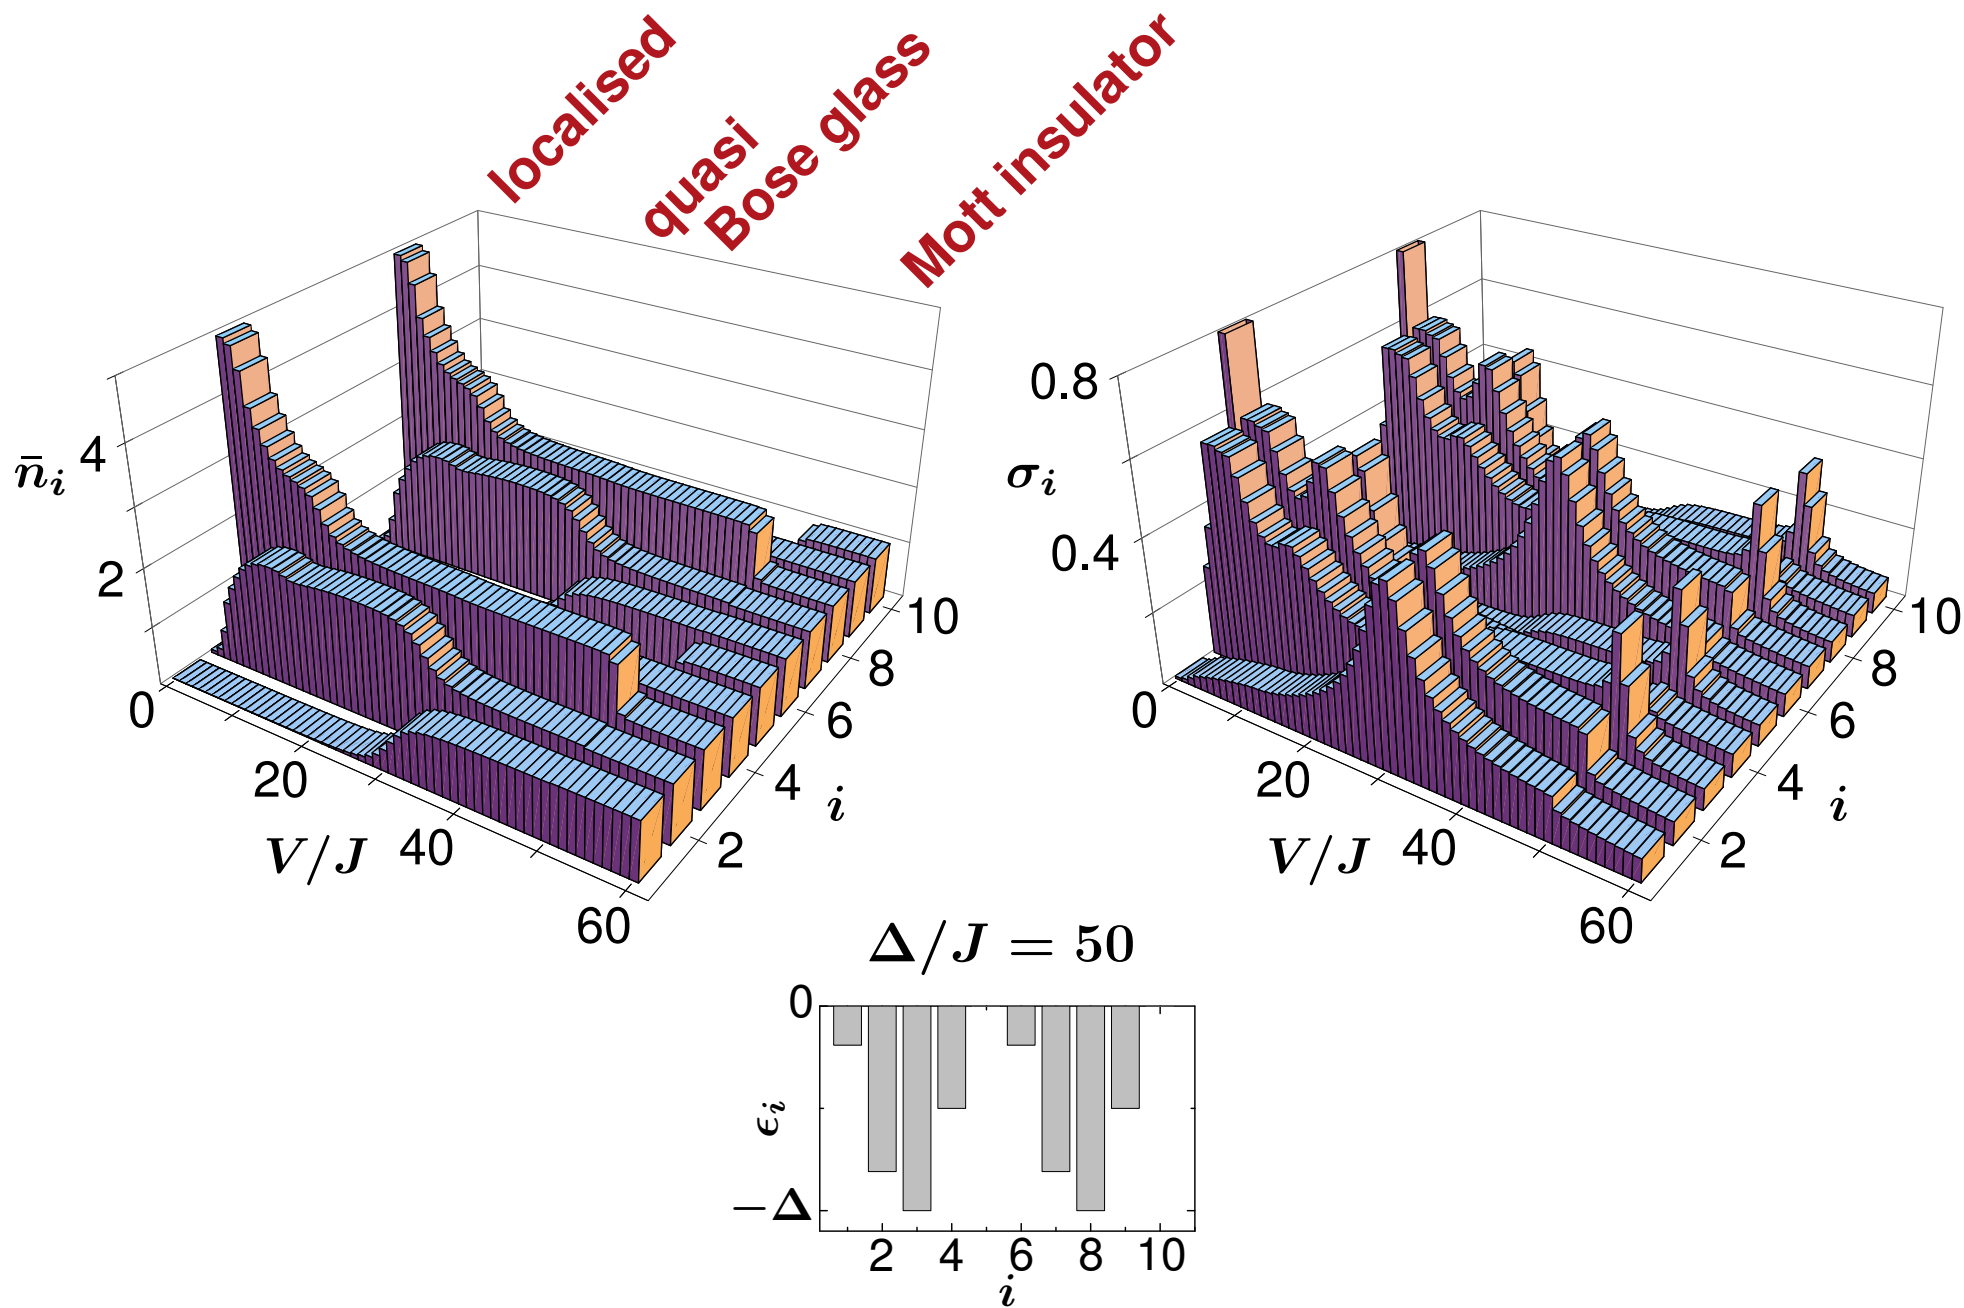 localised
quasi
Bose glass
Mott insulator
n̄ᵢ
4
2
0
20
40
60
V/J
2
4
6
8
10
i
σᵢ
0.8
0.4
0
20
40
60
V/J
2
4
6
8
10
i
Δ/J = 50
0
−Δ
ϵᵢ
2 4 6 8 10
i